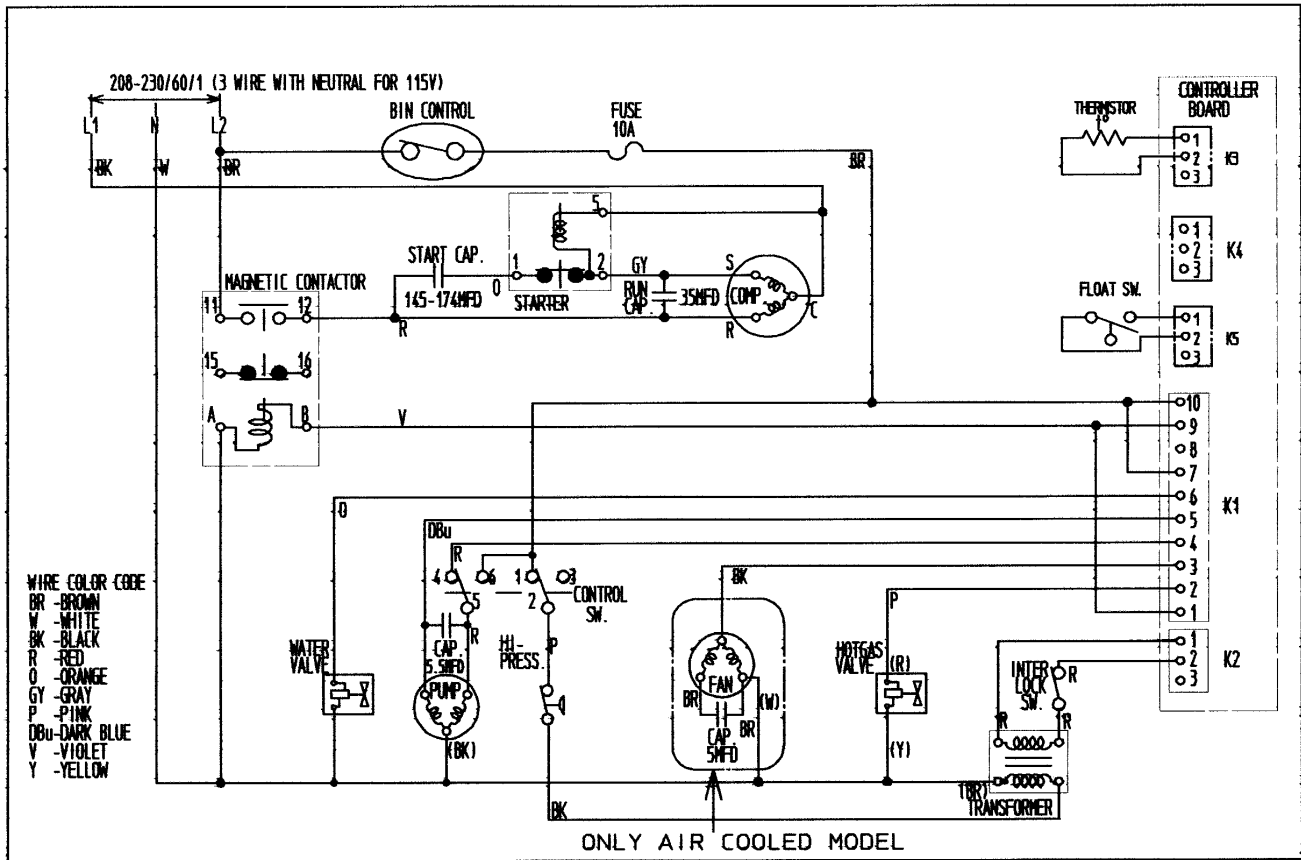 208-230/60/1 (3 WIRE WITH NEUTRAL FOR 115V)
L1 N L2
BK W BR
BIN CONTROL
FUSE
10A
BR
THERMISTOR
t°
CONTROLLER
BOARD
1
2
3
K3
1
2
3
K4
FLOAT SW.
1
2
3
K5
5
START CAP.
145-174MFD
1
O
2
STARTER
GY
RUN
CAP.
35MFD
S
COMP
R
C
R
MAGNETIC CONTACTOR
11 12
15 16
A B
V
10
9
8
7
6
5
4
3
2
1
K1
O
DBu
R
4 6 1 3
5 2
CONTROL
SW.
R
CAP.
5.5MFD
PUMP
(BK)
HI-
PRESS.
P
BK
WATER
VALVE
BK
FAN
BR
(W)
BR
CAP
5MFD
P
HOTGAS
VALVE
(R)
(Y)
1
2
3
K2
INTER
LOCK
SW.
R
R
R
(BR)
TRANSFORMER
WIRE COLOR CODE
BR -BROWN
W -WHITE
BK -BLACK
R -RED
O -ORANGE
GY -GRAY
P -PINK
DBu-DARK BLUE
V -VIOLET
Y -YELLOW
ONLY AIR COOLED MODEL